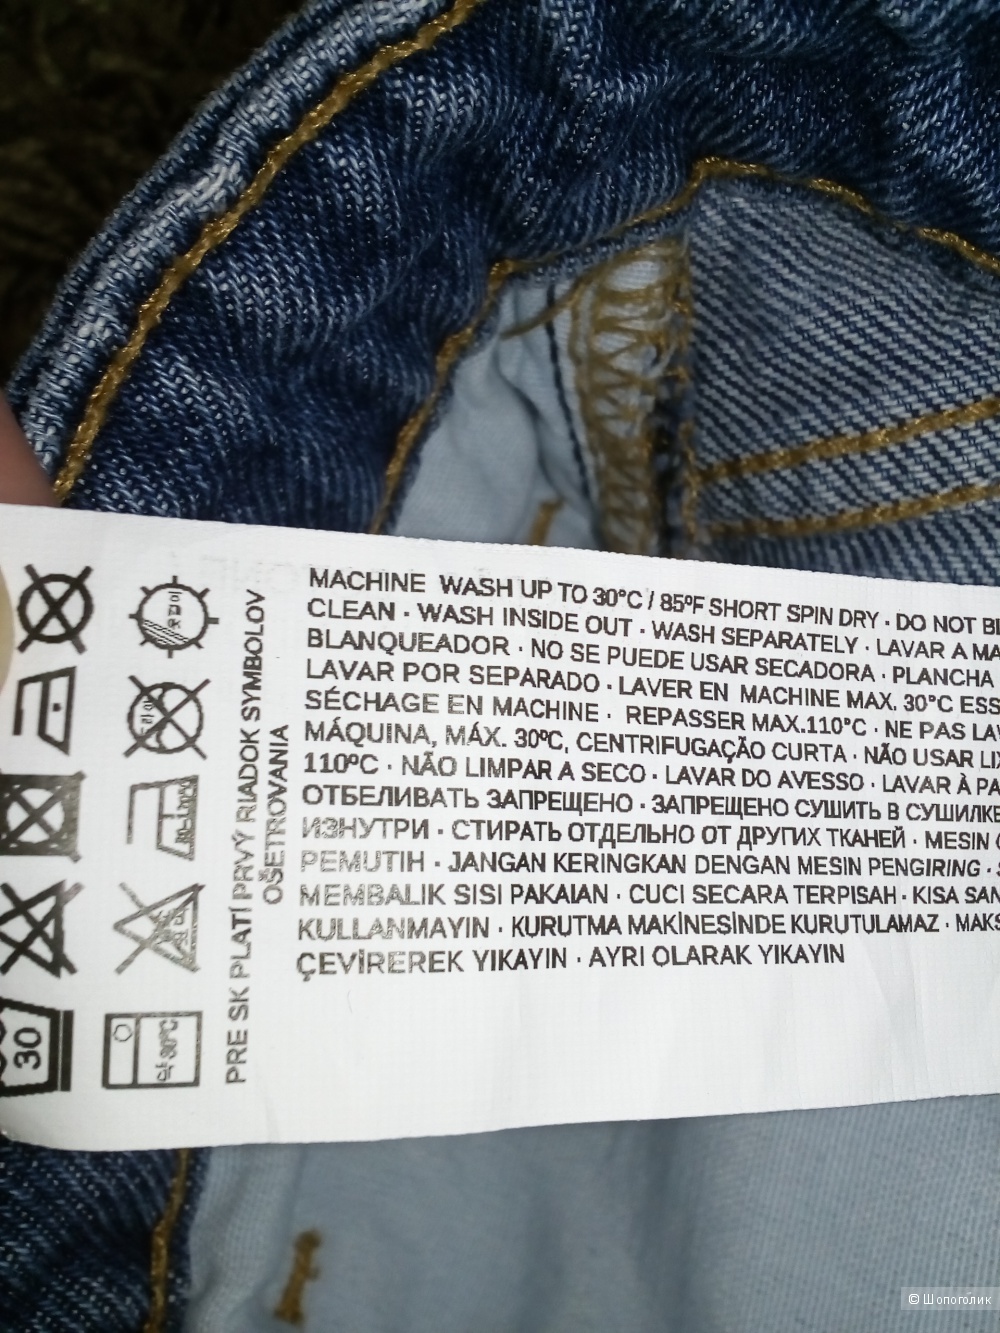 MACHINE WASH UP TO 30°C / 85ºF SHORT SPIN DRY · DO NOT
CLEAN · WASH INSIDE OUT · WASH SEPARATELY · LAVAR A
BLANQUEADOR · NO SE PUEDE USAR SECADORA · PLANCHA
LAVAR POR SEPARADO · LAVER EN MACHINE MAX. 30°C
SÉCHAGE EN MACHINE · REPASSER MAX.110°C · NE PAS
MÁQUINA, MÁX. 30ºC, CENTRIFUGAÇÃO CURTA · NÃO USAR
110ºC · NÃO LIMPAR A SECO · LAVAR DO AVESSO · LAVAR À
ОТБЕЛИВАТЬ ЗАПРЕЩЕНО · ЗАПРЕЩЕНО СУШИТЬ В СУШИЛКЕ
ИЗНУТРИ · СТИРАТЬ ОТДЕЛЬНО ОТ ДРУГИХ ТКАНЕЙ · MESIN
PEMUTIH · JANGAN KERINGKAN DENGAN MESIN PENGIRING ·
MEMBALIK SISI PAKAIAN · CUCI SECARA TERPISAH · KISA
KULLANMAYIN · KURUTMA MAKİNESİNDE KURUTULAMAZ ·
ÇEVİREREK YIKAYIN · AYRI OLARAK YIKAYIN
PRE SK PLATÍ PRVÝ RIADOK SYMBOLOV
OŠETROVANIA
30
약 30℃
80-120℃
© Шопоголик